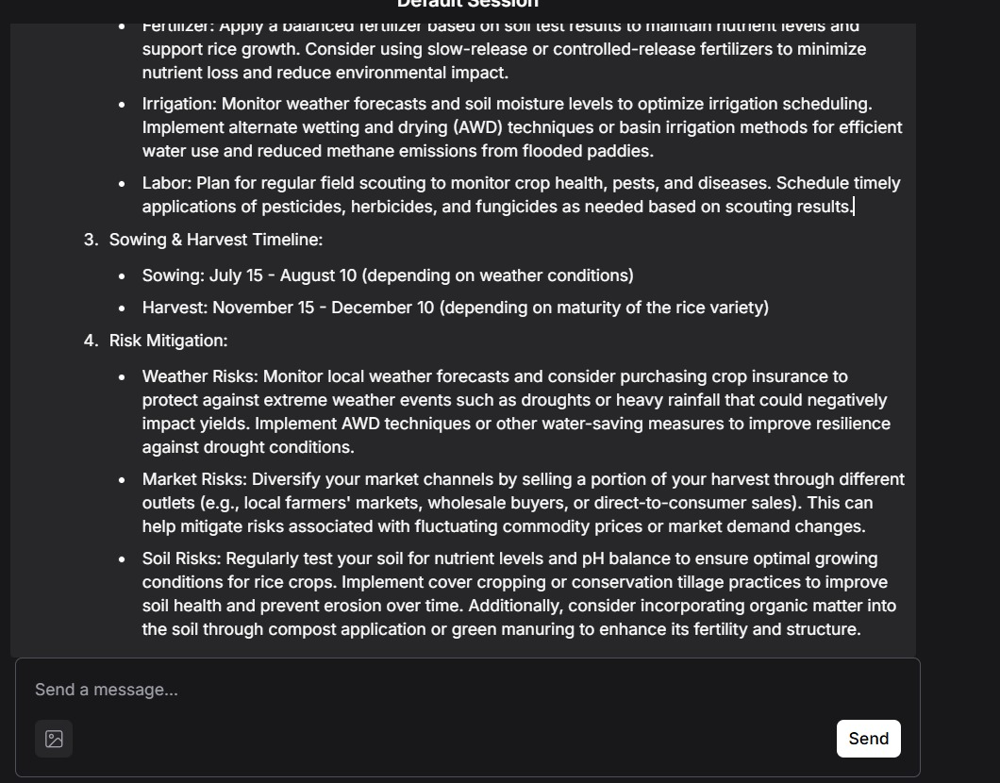 Default Session
• Fertilizer: Apply a balanced fertilizer based on soil test results to maintain nutrient levels and
support rice growth. Consider using slow-release or controlled-release fertilizers to minimize
nutrient loss and reduce environmental impact.
• Irrigation: Monitor weather forecasts and soil moisture levels to optimize irrigation scheduling.
Implement alternate wetting and drying (AWD) techniques or basin irrigation methods for efficient
water use and reduced methane emissions from flooded paddies.
• Labor: Plan for regular field scouting to monitor crop health, pests, and diseases. Schedule timely
applications of pesticides, herbicides, and fungicides as needed based on scouting results.
3. Sowing & Harvest Timeline:
• Sowing: July 15 - August 10 (depending on weather conditions)
• Harvest: November 15 - December 10 (depending on maturity of the rice variety)
4. Risk Mitigation:
• Weather Risks: Monitor local weather forecasts and consider purchasing crop insurance to
protect against extreme weather events such as droughts or heavy rainfall that could negatively
impact yields. Implement AWD techniques or other water-saving measures to improve resilience
against drought conditions.
• Market Risks: Diversify your market channels by selling a portion of your harvest through different
outlets (e.g., local farmers' markets, wholesale buyers, or direct-to-consumer sales). This can
help mitigate risks associated with fluctuating commodity prices or market demand changes.
• Soil Risks: Regularly test your soil for nutrient levels and pH balance to ensure optimal growing
conditions for rice crops. Implement cover cropping or conservation tillage practices to improve
soil health and prevent erosion over time. Additionally, consider incorporating organic matter into
the soil through compost application or green manuring to enhance its fertility and structure.
Send a message...
Send